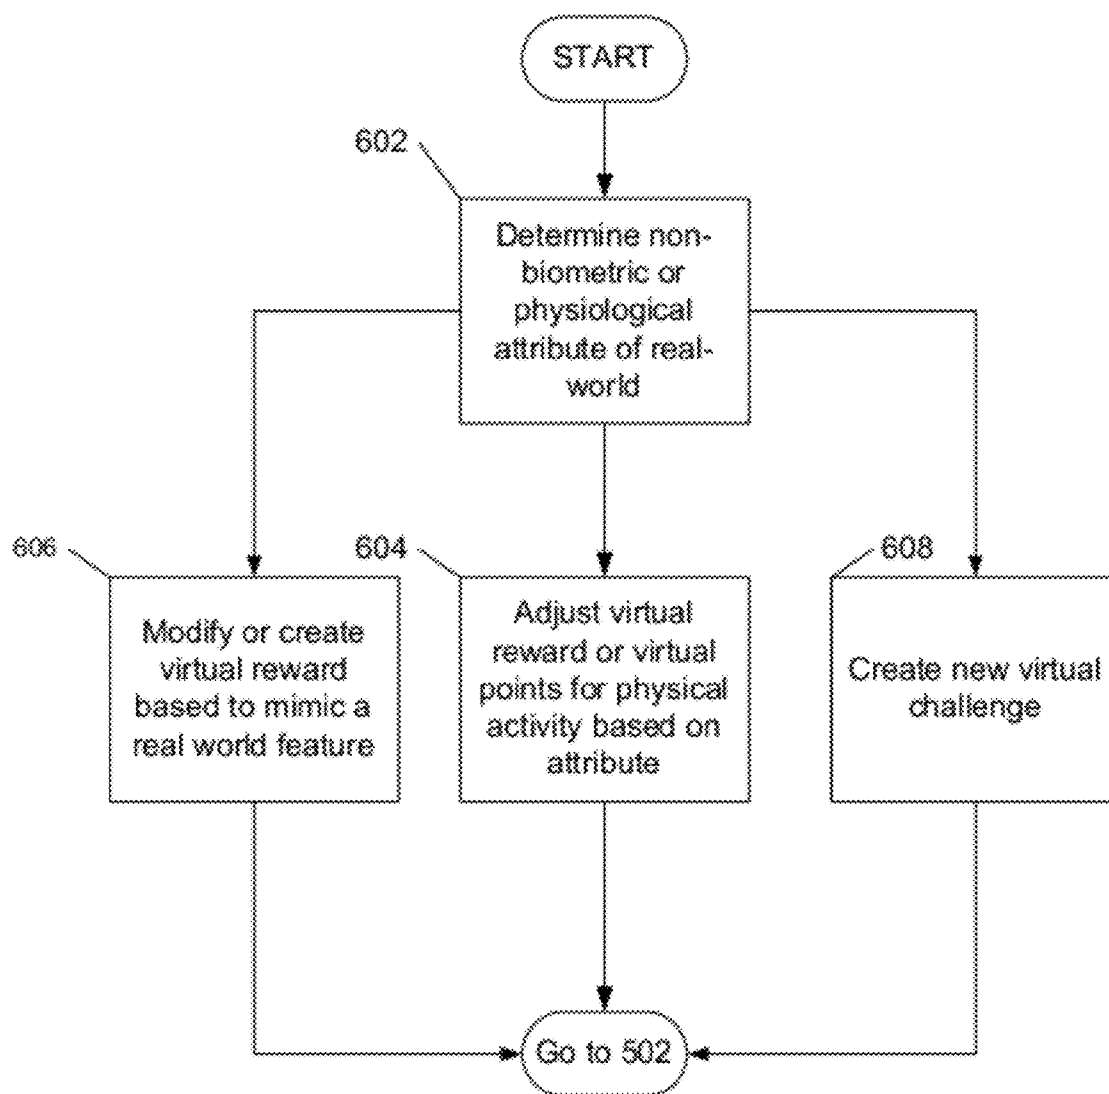 START
602
Determine non-
biometric or
physiological
attribute of real-
world
606
Modify or create
virtual reward
based to mimic a
real world feature
604
Adjust virtual
reward or virtual
points for physical
activity based on
attribute
608
Create new virtual
challenge
Go to 502